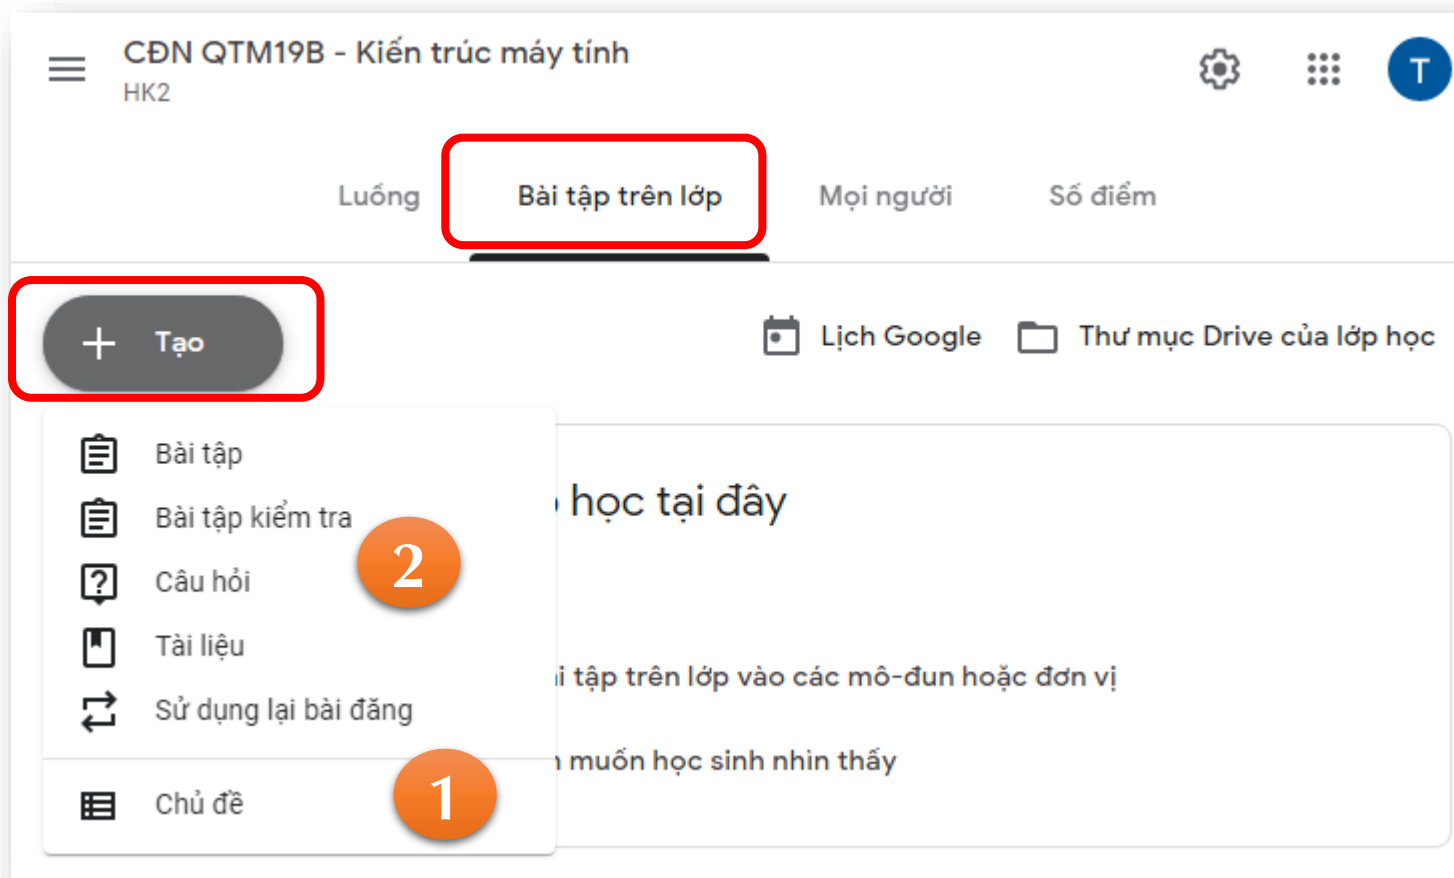 CĐN QTM19B - Kiến trúc máy tính
HK2
T
Luồng Bài tập trên lớp Mọi người Số điểm
Tạo
Lịch Google Thư mục Drive của lớp học
Bài tập
học tại đây
Bài tập kiểm tra
2
Câu hỏi
Tài liệu
tập trên lớp vào các mô-đun hoặc đơn vị
Sử dụng lại bài đăng
muốn học sinh nhìn thấy
1
Chủ đề